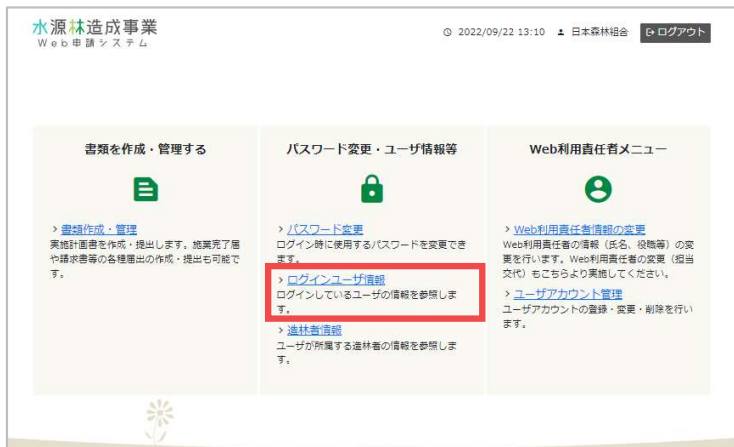 水源林造成事業
Web申請システム
2022/09/22 13:10 日本森林組合 ログアウト
書類を作成・管理する
> 書類作成・管理
実施計画書を作成・提出します。施業完了届
や請求書等の各種届出の作成・提出も可能で
す。
パスワード変更・ユーザ情報等
> パスワード変更
ログイン時に使用するパスワードを変更でき
ます。
> ログインユーザ情報
ログインしているユーザの情報を参照しま
す。
> 造林者情報
ユーザが所属する造林者の情報を参照しま
す。
Web利用責任者メニュー
> Web利用責任者情報の変更
Web利用責任者の情報（氏名、役職等）の変
更を行います。Web利用責任者の変更（担当
交代）もこちらより実施してください。
> ユーザアカウント管理
ユーザアカウントの登録・変更・削除を行い
ます。